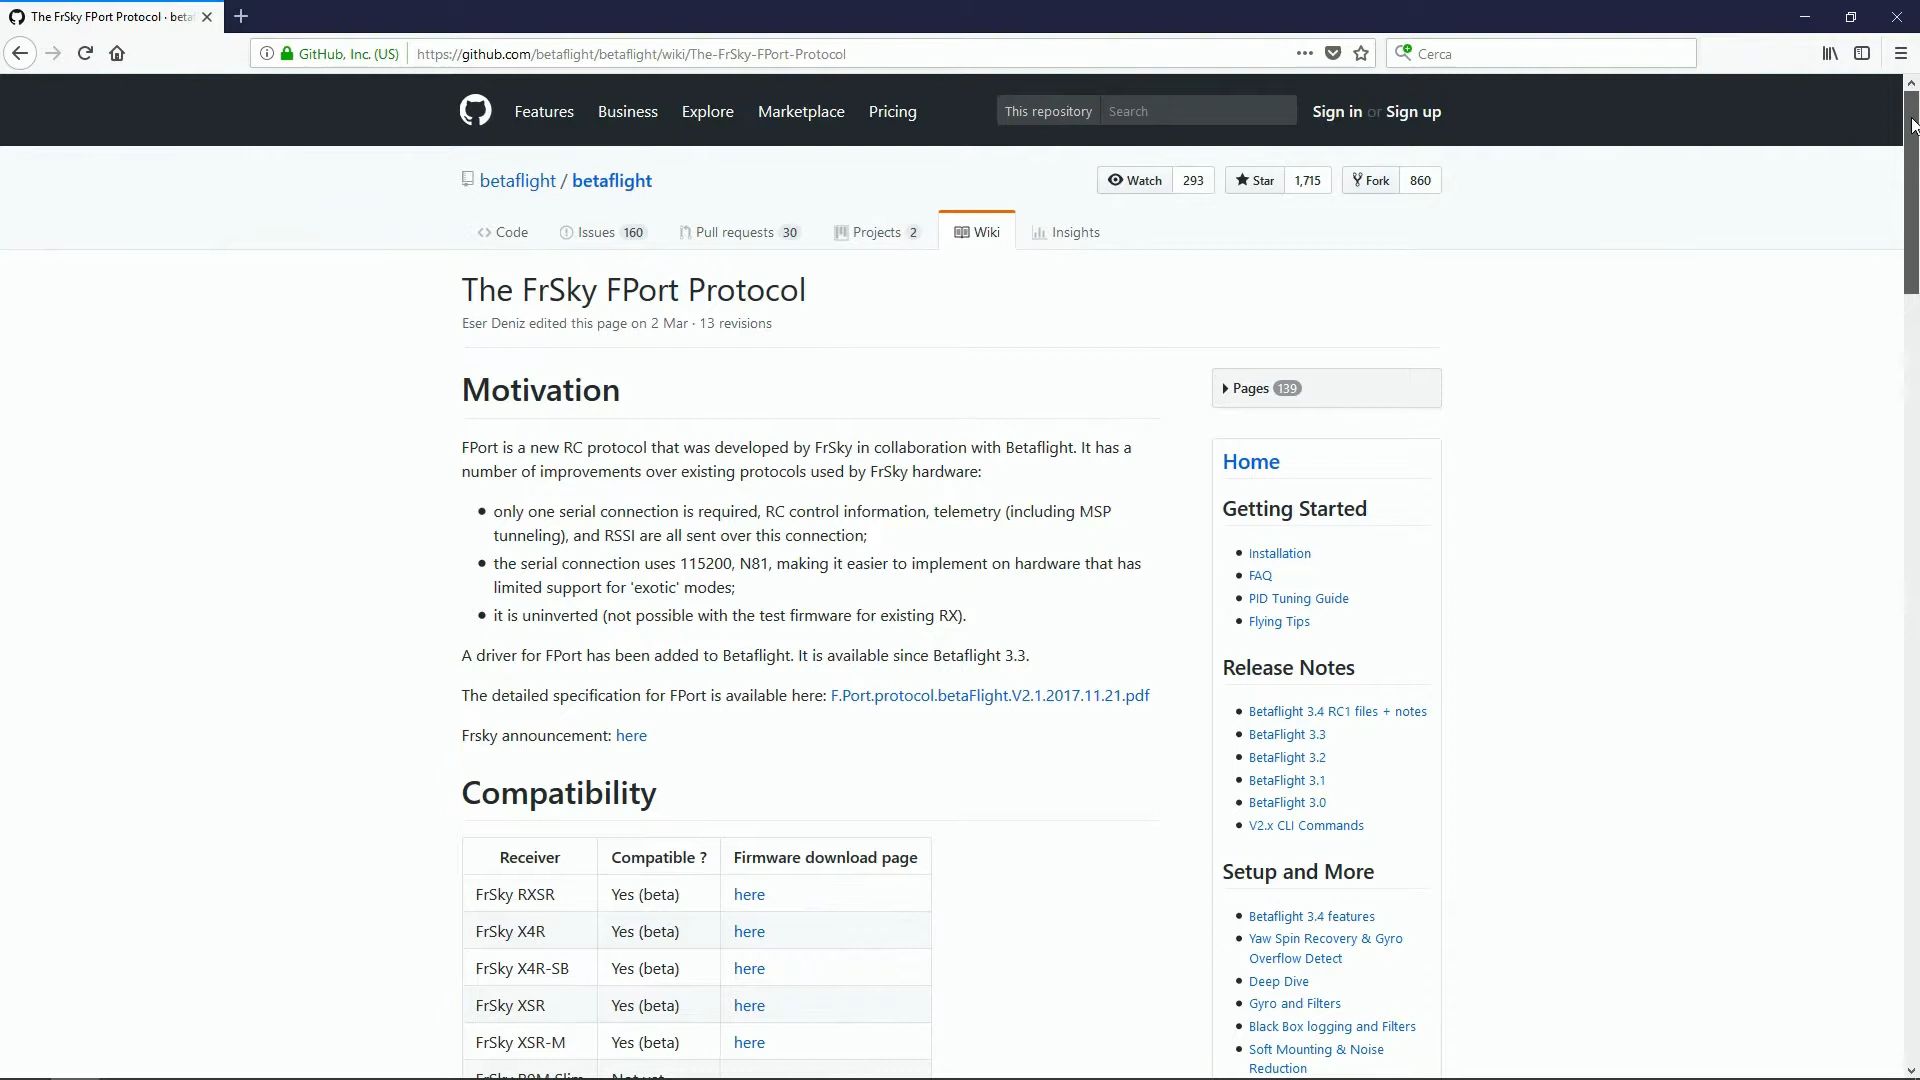 The FrSky FPort Protocol · beta
GitHub, Inc. (US)
https://github.com/betaflight/betaflight/wiki/The-FrSky-FPort-Protocol
Cerca
Features
Business
Explore
Marketplace
Pricing
This repository
Search
Sign in or Sign up
betaflight / betaflight
Watch 293
Star 1,715
Fork 860
Code
Issues 160
Pull requests 30
Projects 2
Wiki
Insights
The FrSky FPort Protocol
Eser Deniz edited this page on 2 Mar · 13 revisions
Motivation
FPort is a new RC protocol that was developed by FrSky in collaboration with Betaflight. It has a
number of improvements over existing protocols used by FrSky hardware:
only one serial connection is required, RC control information, telemetry (including MSP
tunneling), and RSSI are all sent over this connection;
the serial connection uses 115200, N81, making it easier to implement on hardware that has
limited support for 'exotic' modes;
it is uninverted (not possible with the test firmware for existing RX).
A driver for FPort has been added to Betaflight. It is available since Betaflight 3.3.
The detailed specification for FPort is available here: F.Port.protocol.betaFlight.V2.1.2017.11.21.pdf
Frsky announcement: here
Compatibility
Receiver Compatible ? Firmware download page
FrSky RXSR Yes (beta) here
FrSky X4R Yes (beta) here
FrSky X4R-SB Yes (beta) here
FrSky XSR Yes (beta) here
FrSky XSR-M Yes (beta) here
FrSky R9M Slim Not yet
Pages 139
Home
Getting Started
Installation
FAQ
PID Tuning Guide
Flying Tips
Release Notes
Betaflight 3.4 RC1 files + notes
BetaFlight 3.3
BetaFlight 3.2
BetaFlight 3.1
BetaFlight 3.0
V2.x CLI Commands
Setup and More
Betaflight 3.4 features
Yaw Spin Recovery & Gyro
Overflow Detect
Deep Dive
Gyro and Filters
Black Box logging and Filters
Soft Mounting & Noise
Reduction